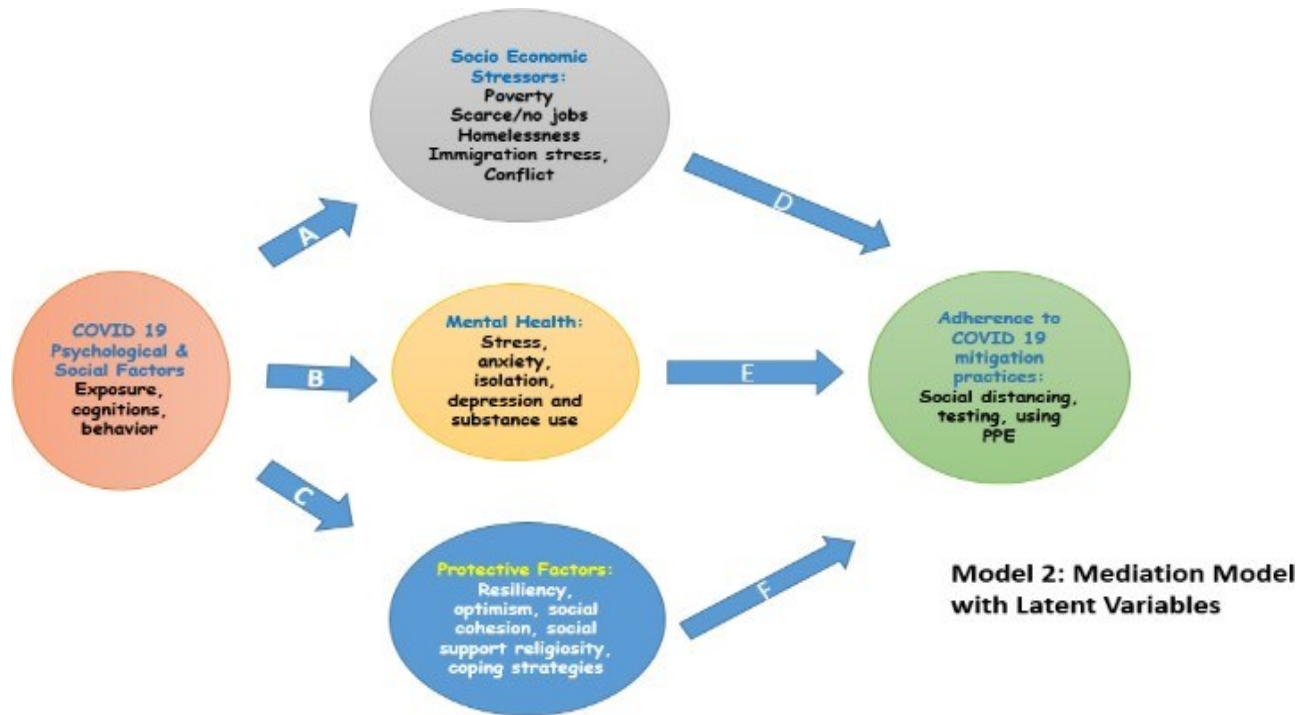 Socio Economic
Stressors:
Poverty
Scarce/no jobs
Homelessness
Immigration stress,
Conflict
A
D
COVID 19
Psychological &
Social Factors
Exposure,
cognitions,
behavior
B
Mental Health:
Stress,
anxiety,
isolation,
depression and
substance use
E
Adherence to
COVID 19
mitigation
practices:
Social distancing,
testing, using
PPE
C
Protective Factors:
Resiliency,
optimism, social
cohesion, social
support religiosity,
coping strategies
F
Model 2: Mediation Model
with Latent Variables